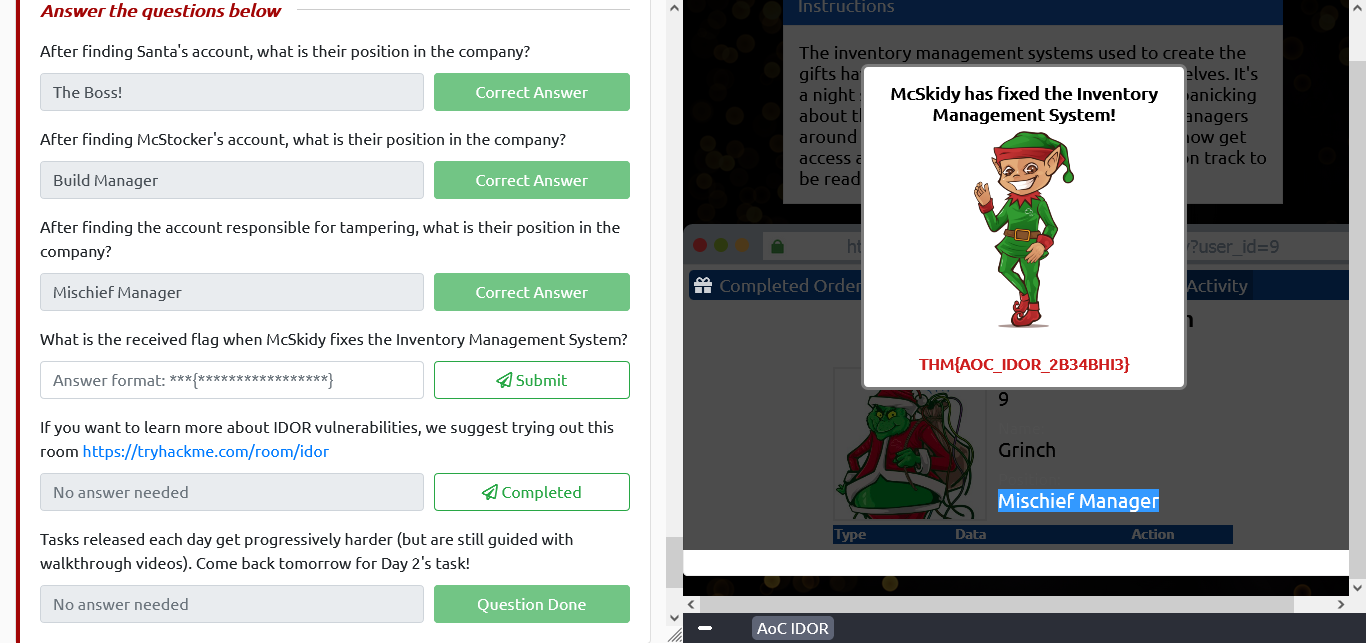 Answer the questions below
After finding Santa's account, what is their position in the company?
The Boss!
Correct Answer
After finding McStocker's account, what is their position in the company?
Build Manager
Correct Answer
After finding the account responsible for tampering, what is their position in the
company?
Mischief Manager
Correct Answer
What is the received flag when McSkidy fixes the Inventory Management System?
Answer format: ***{*****************}
Submit
If you want to learn more about IDOR vulnerabilities, we suggest trying out this
room https://tryhackme.com/room/idor
No answer needed
Completed
Tasks released each day get progressively harder (but are still guided with
walkthrough videos). Come back tomorrow for Day 2's task!
No answer needed
Question Done
Instructions
The inventory management systems used to create the
gifts ha elves. It's
a night panicking
about t anagers
around now get
access a on track to
be read
McSkidy has fixed the Inventory
Management System!
THM{AOC_IDOR_2B34BHI3}
ht y?user_id=9
Completed Order Activity
9
Grinch
Mischief Manager
Type Data Action
AoC IDOR